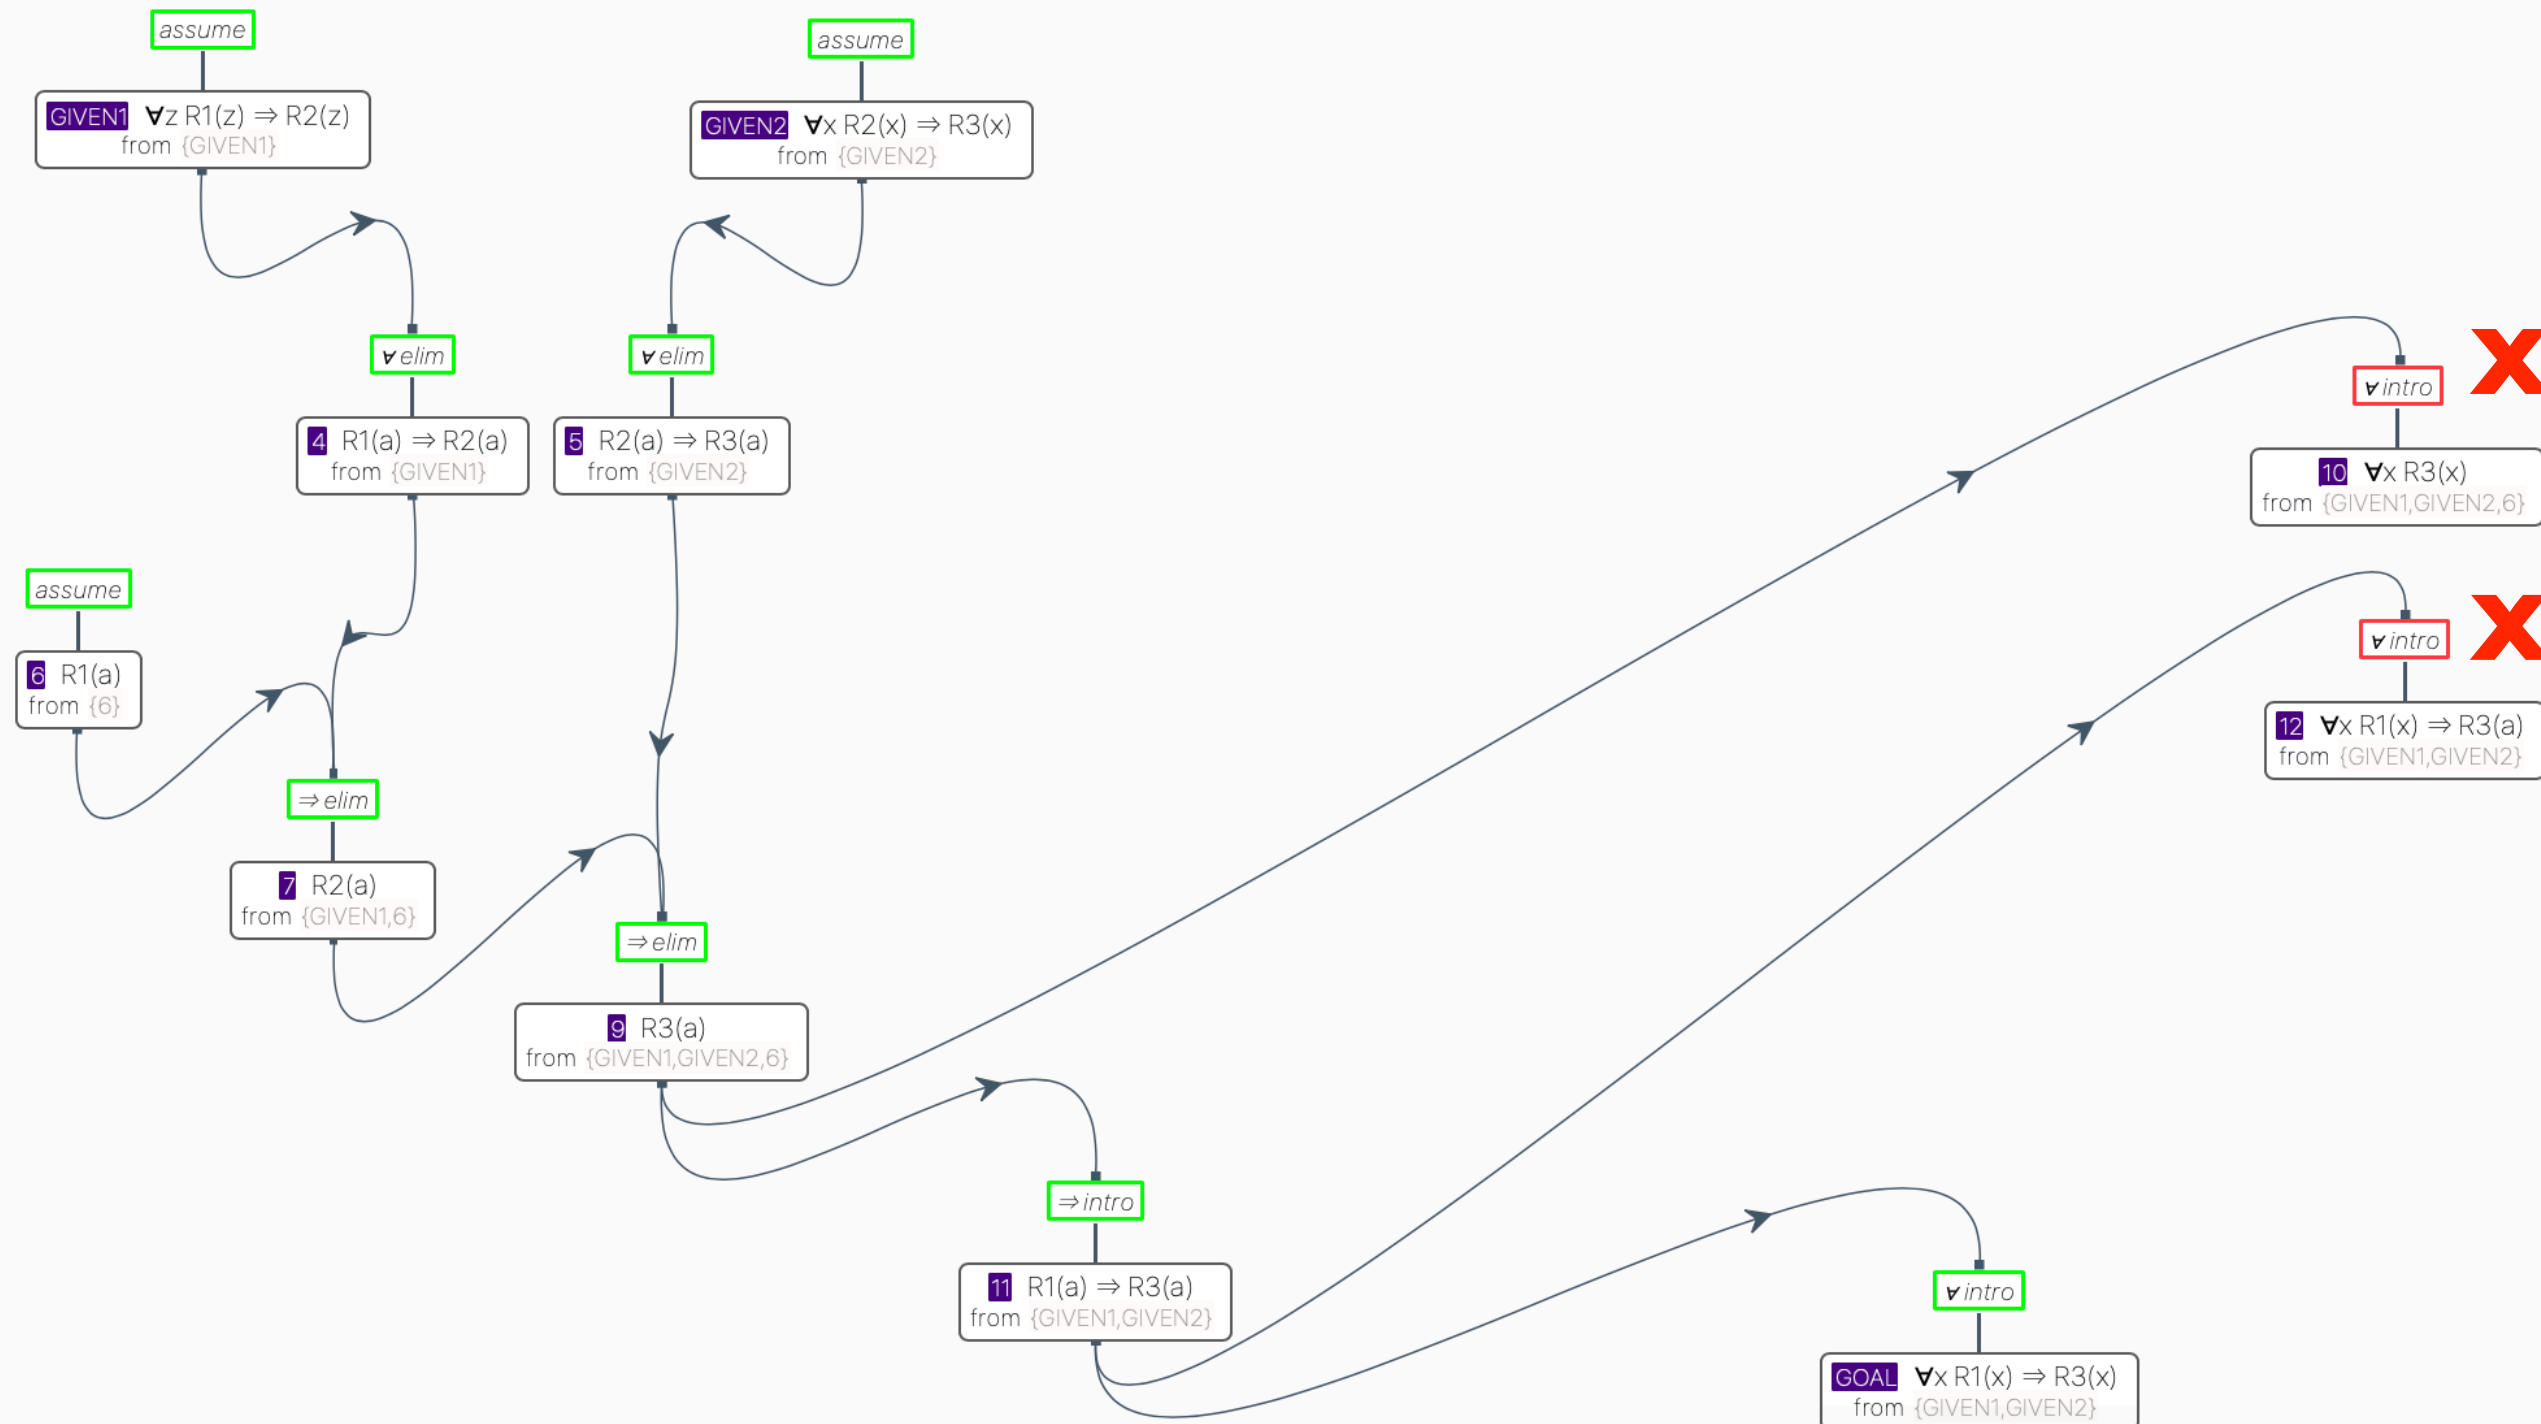 assume
GIVEN1 ∀z R1(z) ⇒ R2(z)
from {GIVEN1}
assume
GIVEN2 ∀x R2(x) ⇒ R3(x)
from {GIVEN2}
∀ elim
4 R1(a) ⇒ R2(a)
from {GIVEN1}
∀ elim
5 R2(a) ⇒ R3(a)
from {GIVEN2}
∀ intro
X
10 ∀x R3(x)
from {GIVEN1,GIVEN2,6}
assume
6 R1(a)
from {6}
∀ intro
X
12 ∀x R1(x) ⇒ R3(a)
from {GIVEN1,GIVEN2}
⇒ elim
7 R2(a)
from {GIVEN1,6}
⇒ elim
9 R3(a)
from {GIVEN1,GIVEN2,6}
⇒ intro
11 R1(a) ⇒ R3(a)
from {GIVEN1,GIVEN2}
∀ intro
GOAL ∀x R1(x) ⇒ R3(x)
from {GIVEN1,GIVEN2}